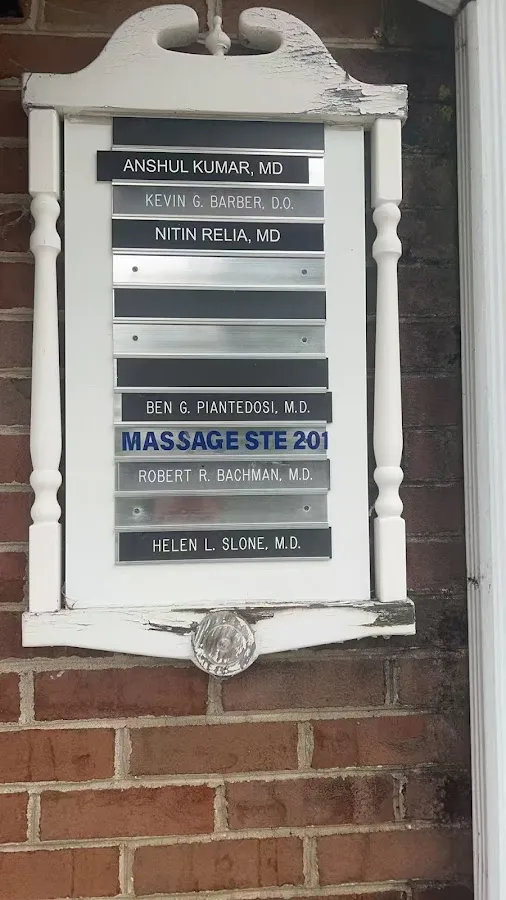 ANSHUL KUMAR, MD
KEVIN G. BARBER, D.O.
NITIN RELIA, MD
BEN G. PIANTEDOSI, M.D.
MASSAGE STE 201
ROBERT R. BACHMAN, M.D.
HELEN L. SLONE, M.D.